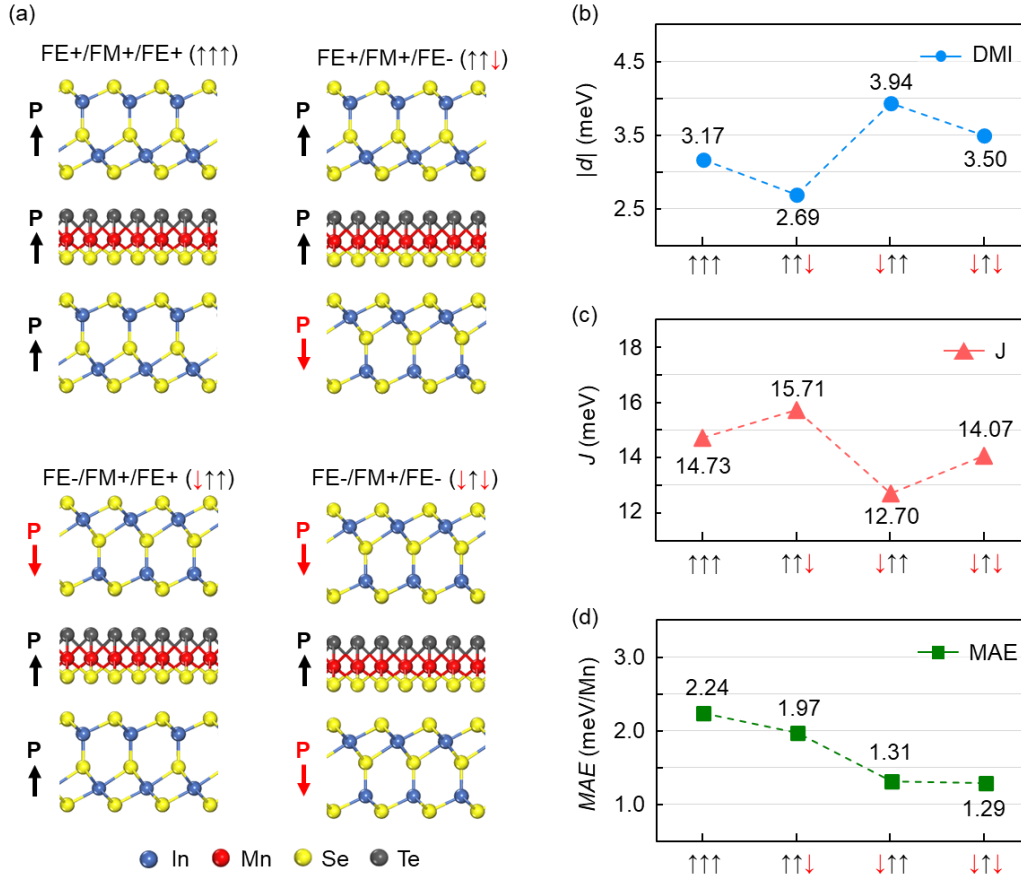 (a)
FE+/FM+/FE+ (↑↑↑)
P
P
P
FE+/FM+/FE- (↑↑↓)
P
P
P
FE-/FM+/FE+ (↓↑↑)
P
P
P
FE-/FM+/FE- (↓↑↓)
P
P
P
In Mn Se Te
(b)
DMI
|d| (meV)
4.5
3.5
2.5
3.17
2.69
3.94
3.50
↑↑↑ ↑↑↓ ↓↑↑ ↓↑↓
(c)
J
J (meV)
18
16
14
12
14.73
15.71
12.70
14.07
↑↑↑ ↑↑↓ ↓↑↑ ↓↑↓
(d)
MAE
MAE (meV/Mn)
3.0
2.0
1.0
2.24
1.97
1.31
1.29
↑↑↑ ↑↑↓ ↓↑↑ ↓↑↓